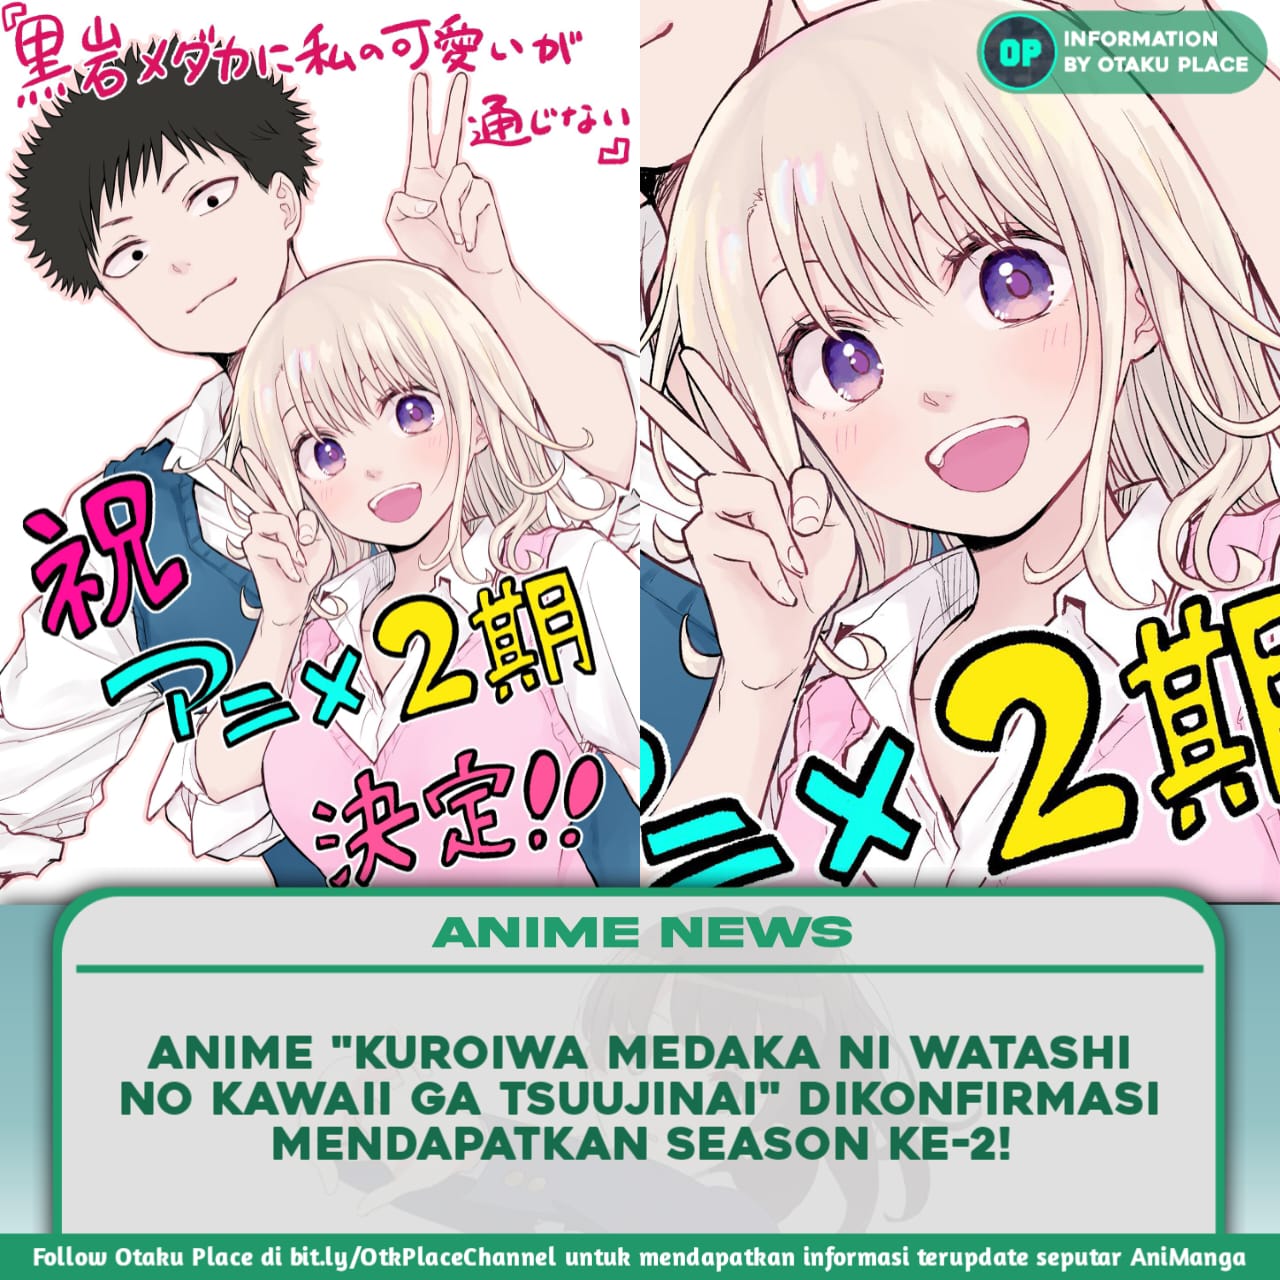 『黒岩メダカに私の可愛いが
通じない』
祝
アニメ2期
決定!!
OP
INFORMATION
BY OTAKU PLACE
アニメ2期
ANIME NEWS
ANIME "KUROIWA MEDAKA NI WATASHI
NO KAWAII GA TSUUJINAI" DIKONFIRMASI
MENDAPATKAN SEASON KE-2!
Follow Otaku Place di bit.ly/OtkPlaceChannel untuk mendapatkan informasi terupdate seputar AniManga